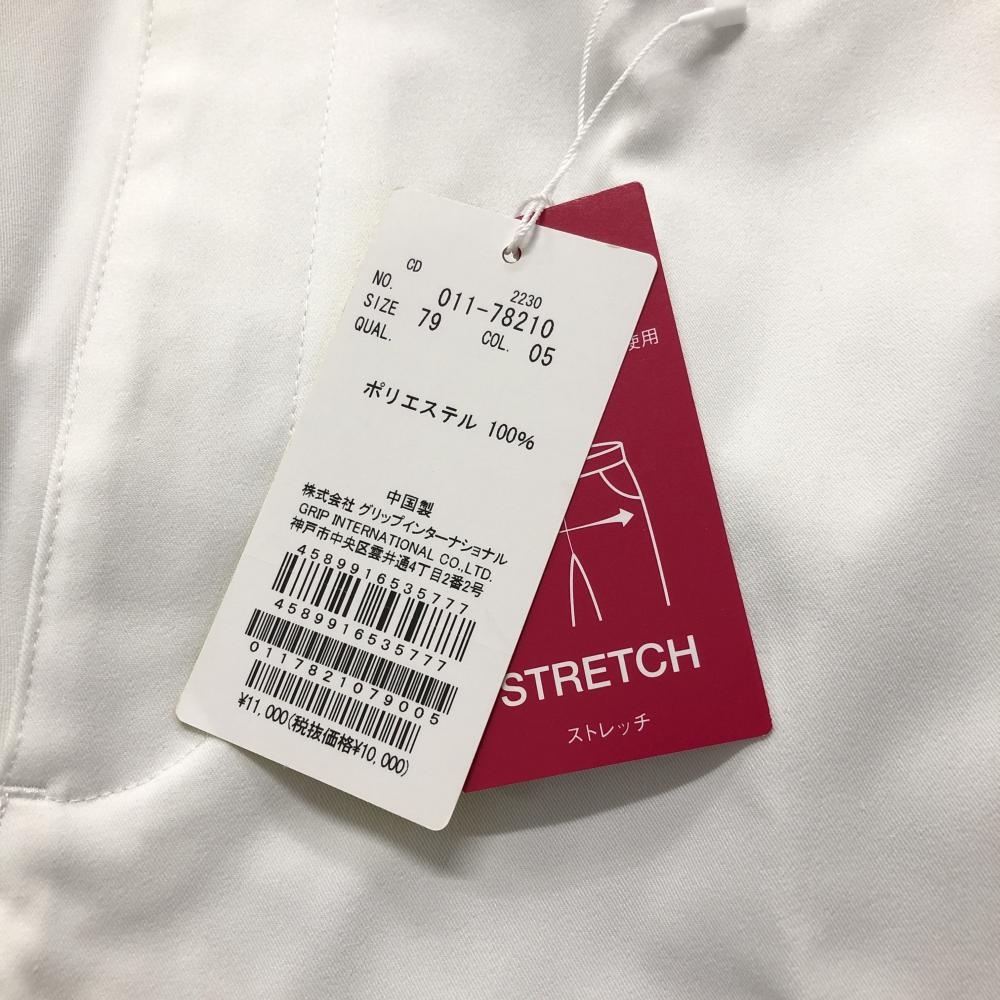 CD 2230
NO. 011-78210
SIZE 79 COL. 05
QUAL.
ポリエステル 100%
中国製
株式会社 グリップインターナショナル
GRIP INTERNATIONAL CO.,LTD.
神戸市中央区雲井通4丁目2番2号
4589916535777
4589916535777
0117821079005
¥11,000(税抜価格¥10,000)
使用
STRETCH
ストレッチ